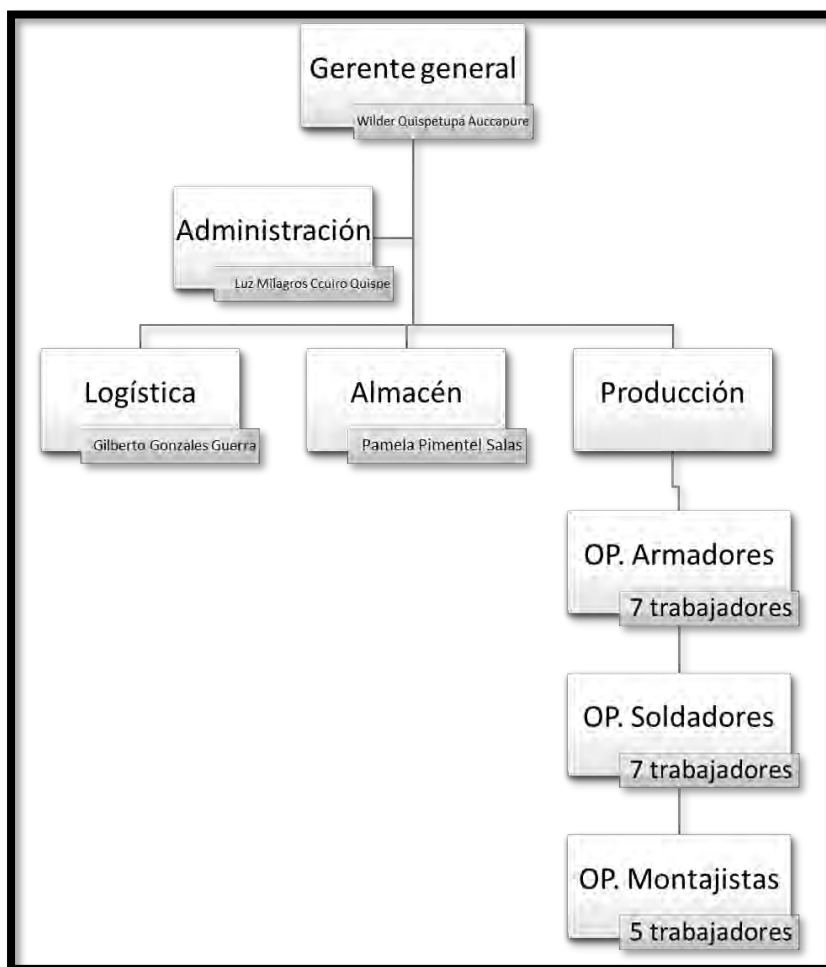 Gerente general
Wilder Quispetupá Auccapure
Administración
Luz Milagros Ccuiro Quispe
Logística
Gilberto Gonzales Guerra
Almacén
Pamela Pimentel Salas
Producción
OP. Armadores
7 trabajadores
OP. Soldadores
7 trabajadores
OP. Montajistas
5 trabajadores